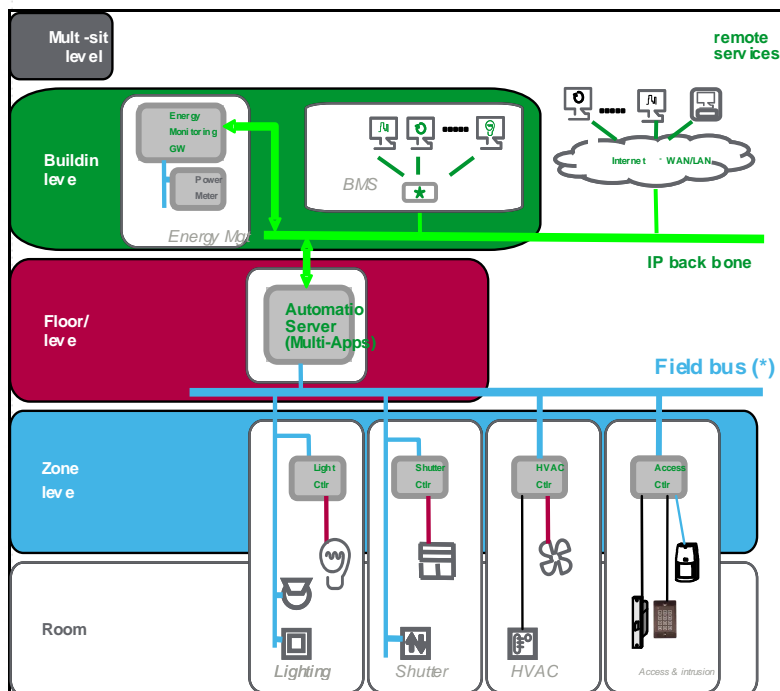 Mult -sit
level
remote
services
Buildin
leve
Energy
Monitoring
GW
Power
Meter
Energy Mgt
BMS
Internet - WAN/LAN
IP back bone
Floor/
leve
Automatio
Server
(Multi-Apps)
Field bus (*)
Zone
leve
Light
Ctlr
Shutter
Ctlr
HVAC
Ctlr
Access
Ctlr
Room
Lighting
Shutter
HVAC
Access & intrusion